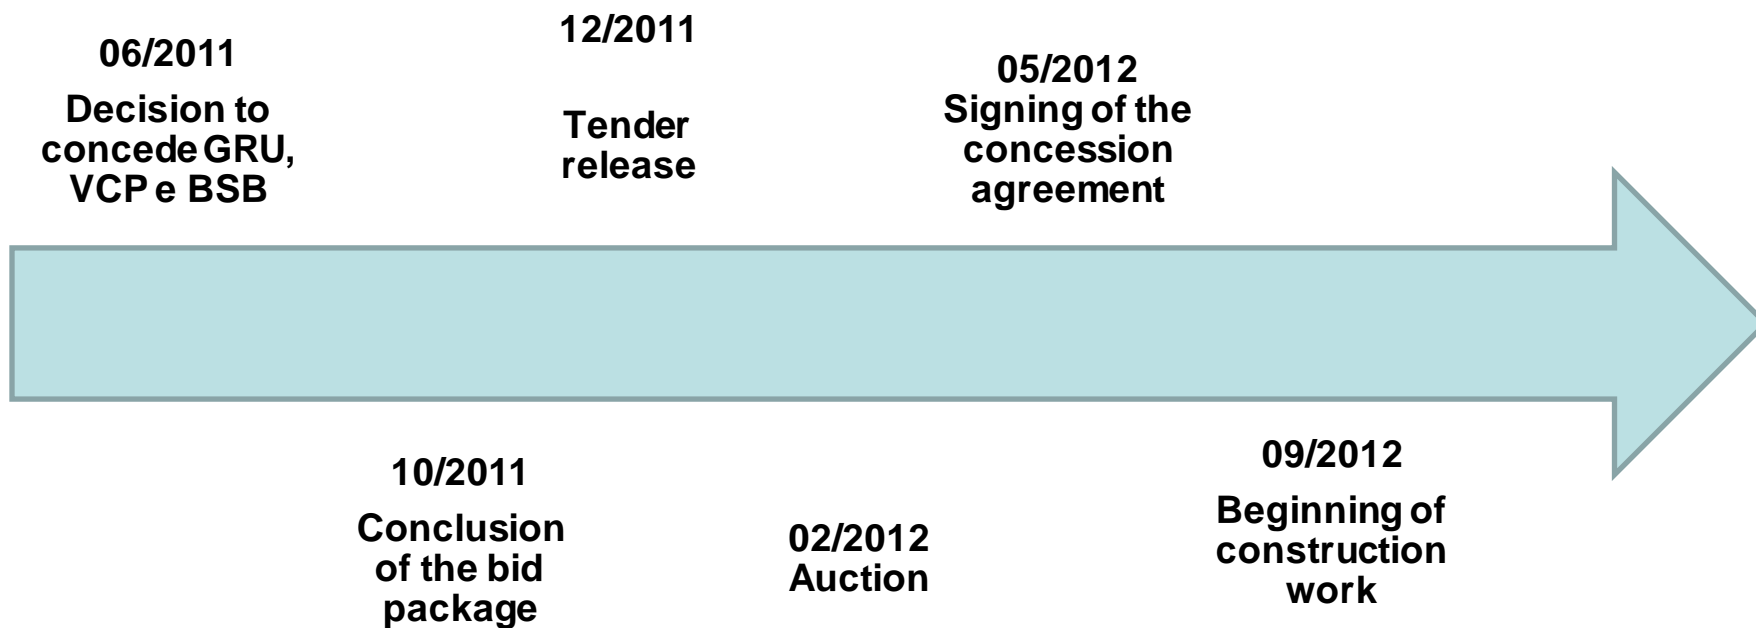 06/2011
Decision to
concede GRU,
VCP e BSB
10/2011
Conclusion
of the bid
package
12/2011
Tender
release
02/2012
Auction
05/2012
Signing of the
concession
agreement
09/2012
Beginning of
construction
work